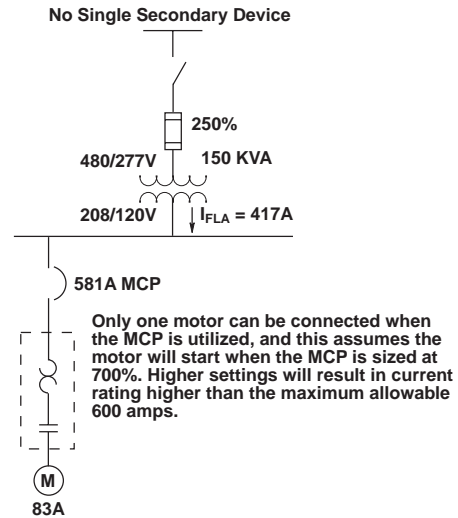 No Single Secondary Device
250%
480/277V 150 KVA
208/120V I_FLA = 417A
581A MCP
Only one motor can be connected when
the MCP is utilized, and this assumes the
motor will start when the MCP is sized at
700%. Higher settings will result in current
rating higher than the maximum allowable
600 amps.
M
83A